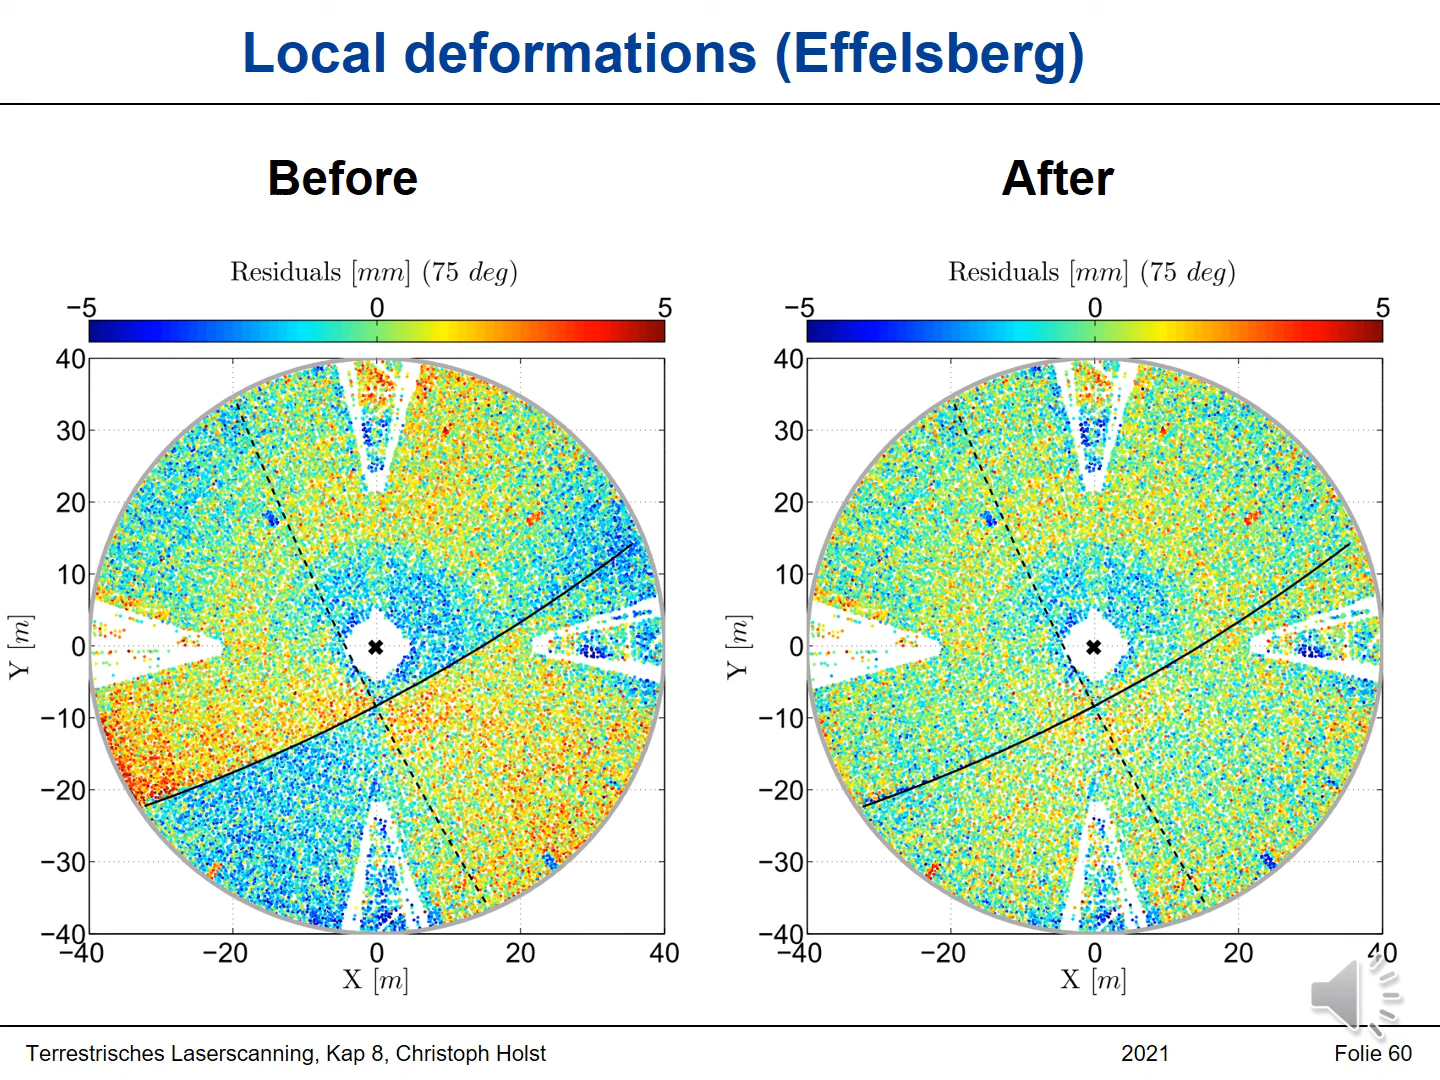 Local deformations (Effelsberg)
Before
After
Residuals [mm] (75 deg)
−5 0 5
40
30
20
10
0
−10
−20
−30
−40
Y [m]
−40 −20 0 20 40
X [m]
Residuals [mm] (75 deg)
−5 0 5
40
30
20
10
0
−10
−20
−30
−40
Y [m]
−40 −20 0 20 40
X [m]
Terrestrisches Laserscanning, Kap 8, Christoph Holst
2021
Folie 60